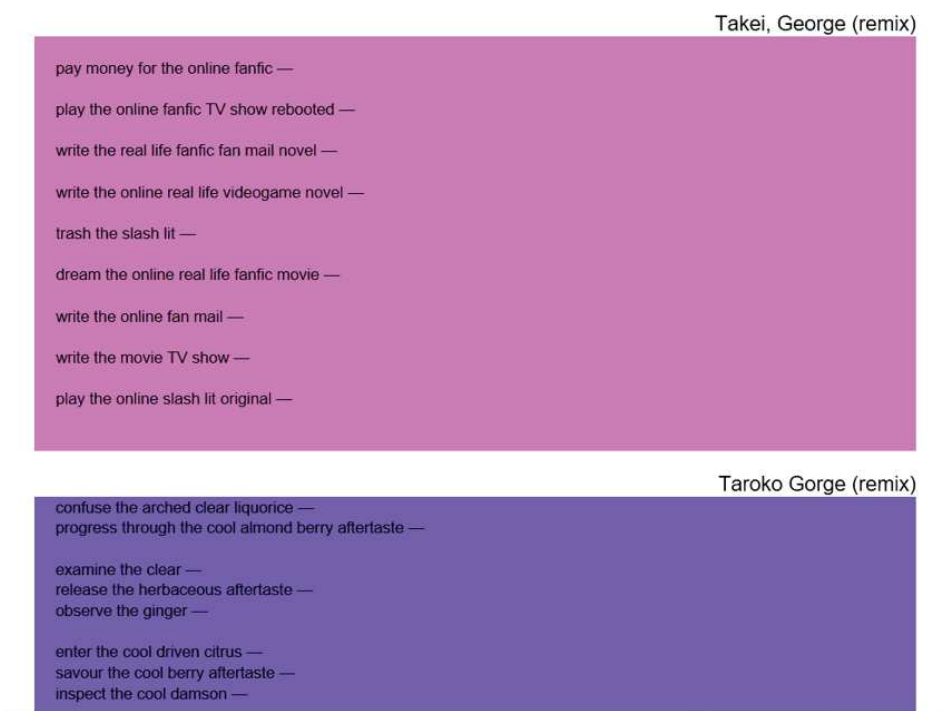 Takei, George (remix)
pay money for the online fanfic —
play the online fanfic TV show rebooted —
write the real life fanfic fan mail novel —
write the online real life videogame novel —
trash the slash lit —
dream the online real life fanfic movie —
write the online fan mail —
write the movie TV show —
play the online slash lit original —
Taroko Gorge (remix)
confuse the arched clear liquorice —
progress through the cool almond berry aftertaste —
examine the clear —
release the herbaceous aftertaste —
observe the ginger —
enter the cool driven citrus —
savour the cool berry aftertaste —
inspect the cool damson —